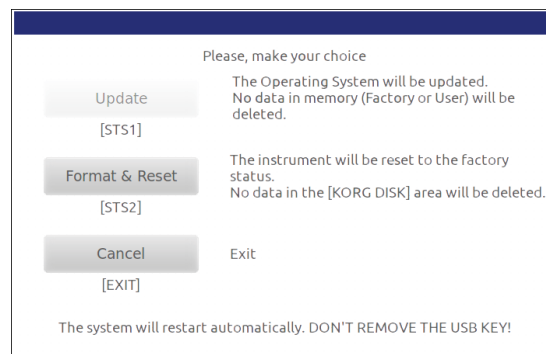 Please, make your choice
Update
[STS1]
The Operating System will be updated.
No data in memory (Factory or User) will be
deleted.
Format & Reset
[STS2]
The instrument will be reset to the factory
status.
No data in the [KORG DISK] area will be deleted.
Cancel
[EXIT]
Exit
The system will restart automatically. DON'T REMOVE THE USB KEY!